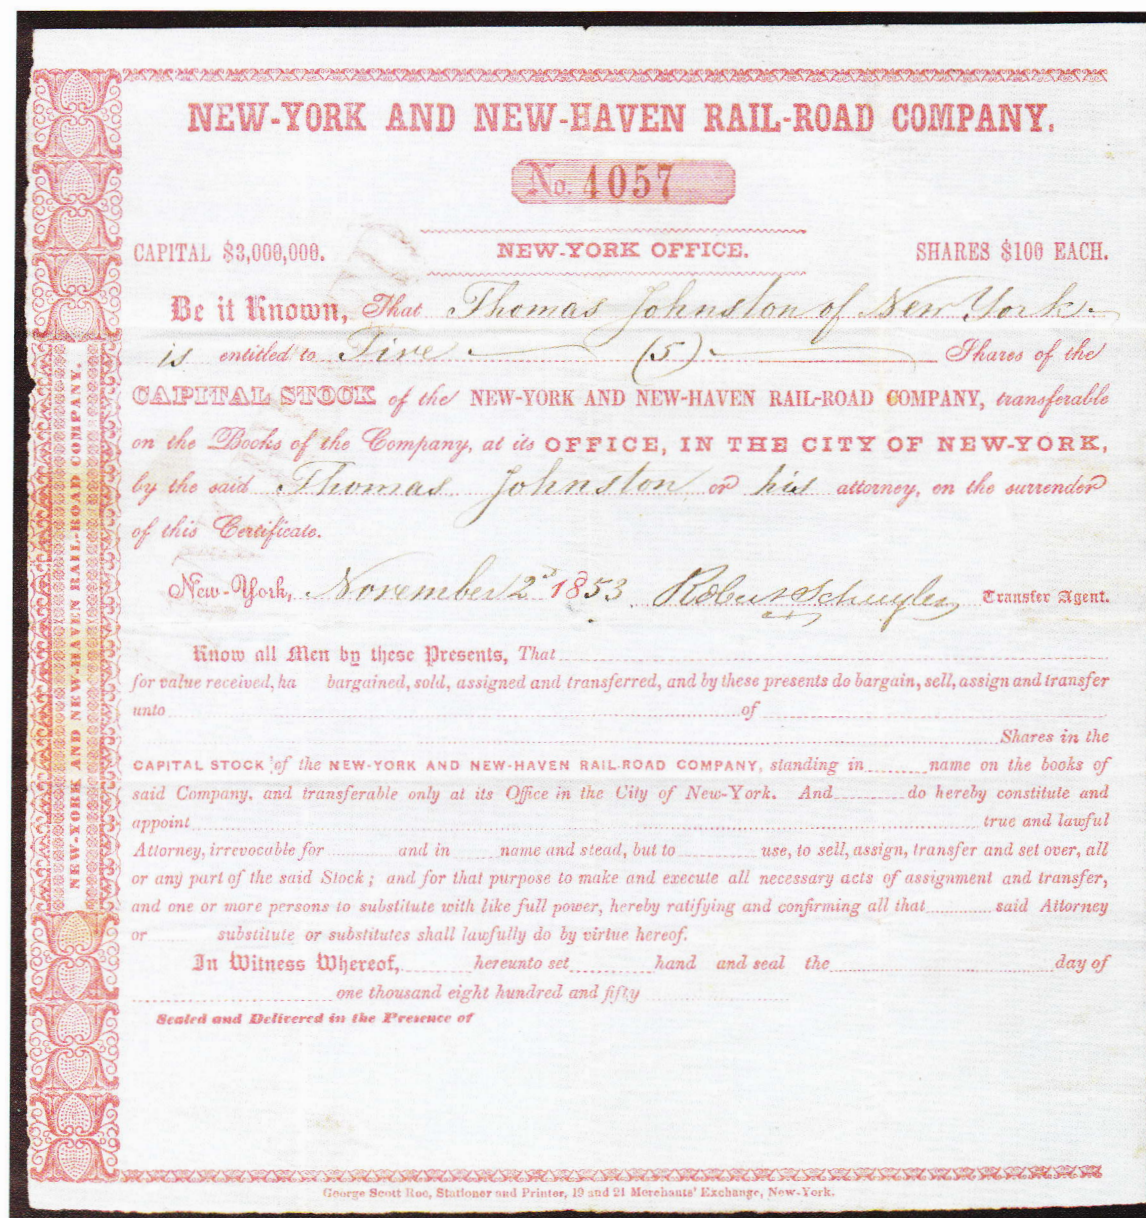 NEW-YORK AND NEW-HAVEN RAIL-ROAD COMPANY.
No. 4057
CAPITAL $3,000,000. NEW-YORK OFFICE. SHARES $100 EACH.
Be it Known, That Thomas Johnston of New York
is entitled to Five (5) Shares of the
CAPITAL STOCK of the NEW-YORK AND NEW-HAVEN RAIL-ROAD COMPANY, transferable
on the Books of the Company, at its OFFICE, IN THE CITY OF NEW-YORK,
by the said Thomas Johnston or his attorney, on the surrender
of this Certificate.
New-York, November 2d 1853 Robert Schuyler Transfer Agent.
Know all Men by these Presents, That
for value received, ha bargained, sold, assigned and transferred, and by these presents do bargain, sell, assign and transfer
unto of
Shares in the
CAPITAL STOCK of the NEW-YORK AND NEW-HAVEN RAIL-ROAD COMPANY, standing in name on the books of
said Company, and transferable only at its Office in the City of New-York. And do hereby constitute and
appoint true and lawful
Attorney, irrevocable for and in name and stead, but to use, to sell, assign, transfer and set over, all
or any part of the said Stock; and for that purpose to make and execute all necessary acts of assignment and transfer,
and one or more persons to substitute with like full power, hereby ratifying and confirming all that said Attorney
or substitute or substitutes shall lawfully do by virtue hereof.
In Witness Whereof, hereunto set hand and seal the day of
one thousand eight hundred and fifty
Sealed and Delivered in the Presence of
George Scott Roe, Stationer and Printer, 19 and 21 Merchants' Exchange, New-York.
NEW-YORK AND NEW-HAVEN RAIL-ROAD COMPANY.